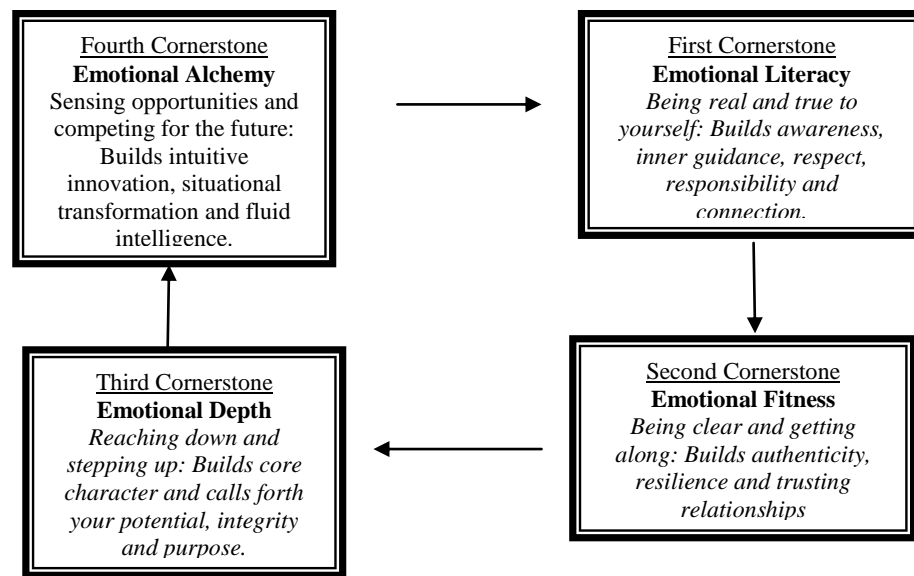 Fourth Cornerstone
Emotional Alchemy
Sensing opportunities and
competing for the future:
Builds intuitive
innovation, situational
transformation and fluid
intelligence.
First Cornerstone
Emotional Literacy
Being real and true to
yourself: Builds awareness,
inner guidance, respect,
responsibility and
connection.
Third Cornerstone
Emotional Depth
Reaching down and
stepping up: Builds core
character and calls forth
your potential, integrity
and purpose.
Second Cornerstone
Emotional Fitness
Being clear and getting
along: Builds authenticity,
resilience and trusting
relationships